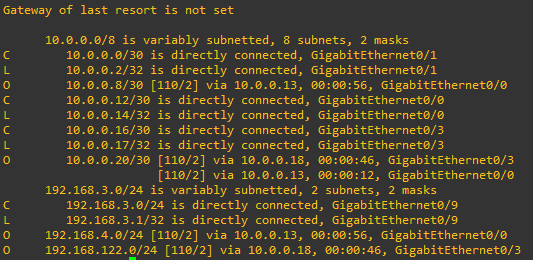 Gateway of last resort is not set
10.0.0.0/8 is variably subnetted, 8 subnets, 2 masks
C 10.0.0.0/30 is directly connected, GigabitEthernet0/1
L 10.0.0.2/32 is directly connected, GigabitEthernet0/1
O 10.0.0.8/30 [110/2] via 10.0.0.13, 00:00:56, GigabitEthernet0/0
C 10.0.0.12/30 is directly connected, GigabitEthernet0/0
L 10.0.0.14/32 is directly connected, GigabitEthernet0/0
C 10.0.0.16/30 is directly connected, GigabitEthernet0/3
L 10.0.0.17/32 is directly connected, GigabitEthernet0/3
O 10.0.0.20/30 [110/2] via 10.0.0.18, 00:00:46, GigabitEthernet0/3
[110/2] via 10.0.0.13, 00:00:12, GigabitEthernet0/0
192.168.3.0/24 is variably subnetted, 2 subnets, 2 masks
C 192.168.3.0/24 is directly connected, GigabitEthernet0/9
L 192.168.3.1/32 is directly connected, GigabitEthernet0/9
O 192.168.4.0/24 [110/2] via 10.0.0.13, 00:00:56, GigabitEthernet0/0
O 192.168.122.0/24 [110/2] via 10.0.0.18, 00:00:46, GigabitEthernet0/3